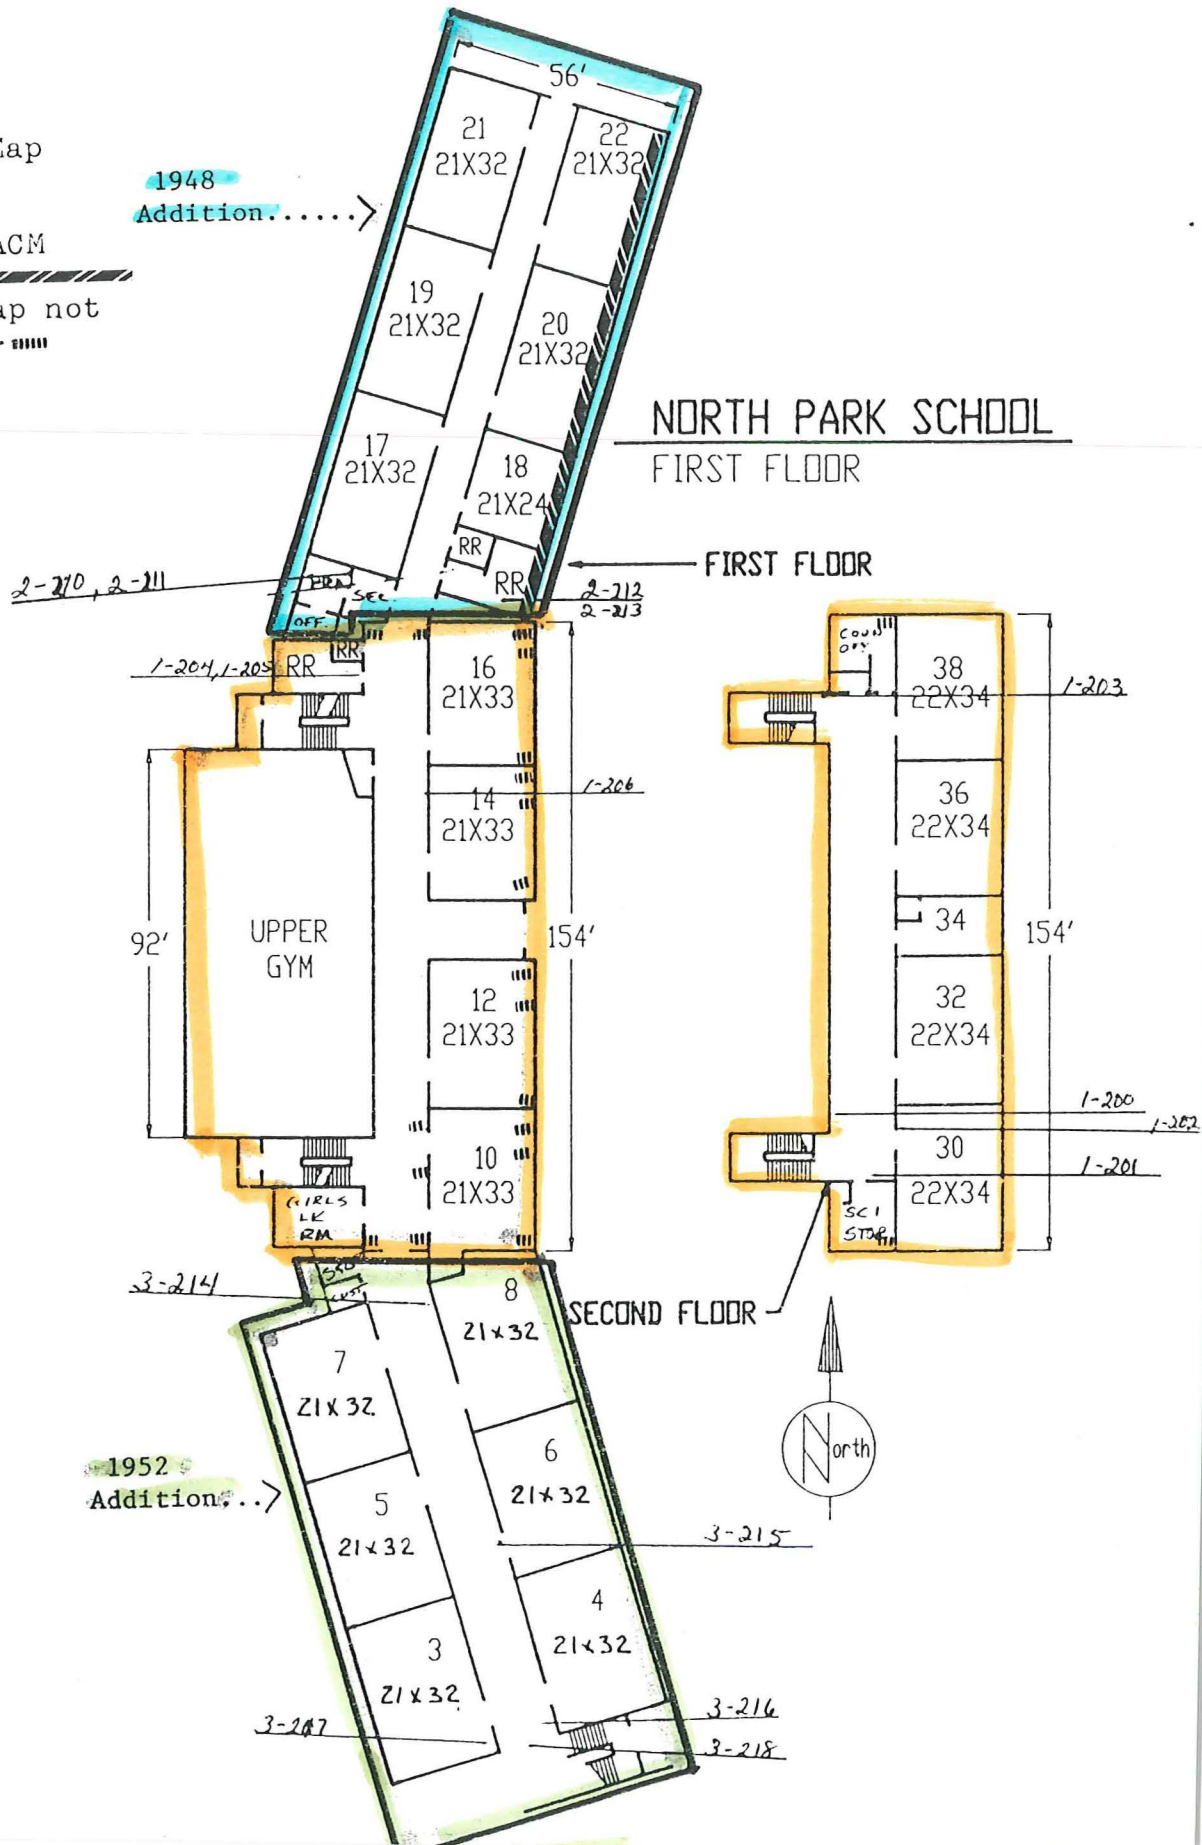 56'
21
21X32
22
21X32
1948
Addition......
ACM
19
21X32
20
21X32
NORTH PARK SCHOOL
FIRST FLOOR
17
21X32
18
21X24
RR
RR
FIRST FLOOR
2-210, 2-211
SEC
OFF.
2-212
2-213
RR
RR
1-204, 1-205
16
21X33
COUN
OFF
38
22X34
1-203
14
21X33
1-206
36
22X34
92'
UPPER
GYM
154'
34
154'
12
21X33
32
22X34
1-200
1-202
10
21X33
30
22X34
1-201
GIRLS
LK
RM
SCI
STOR
3-214
8
21x32
SECOND FLOOR
7
21x32
North
1952
Addition...
6
21x32
5
21x32
3-215
4
21x32
3
21x32
3-217
3-216
3-218